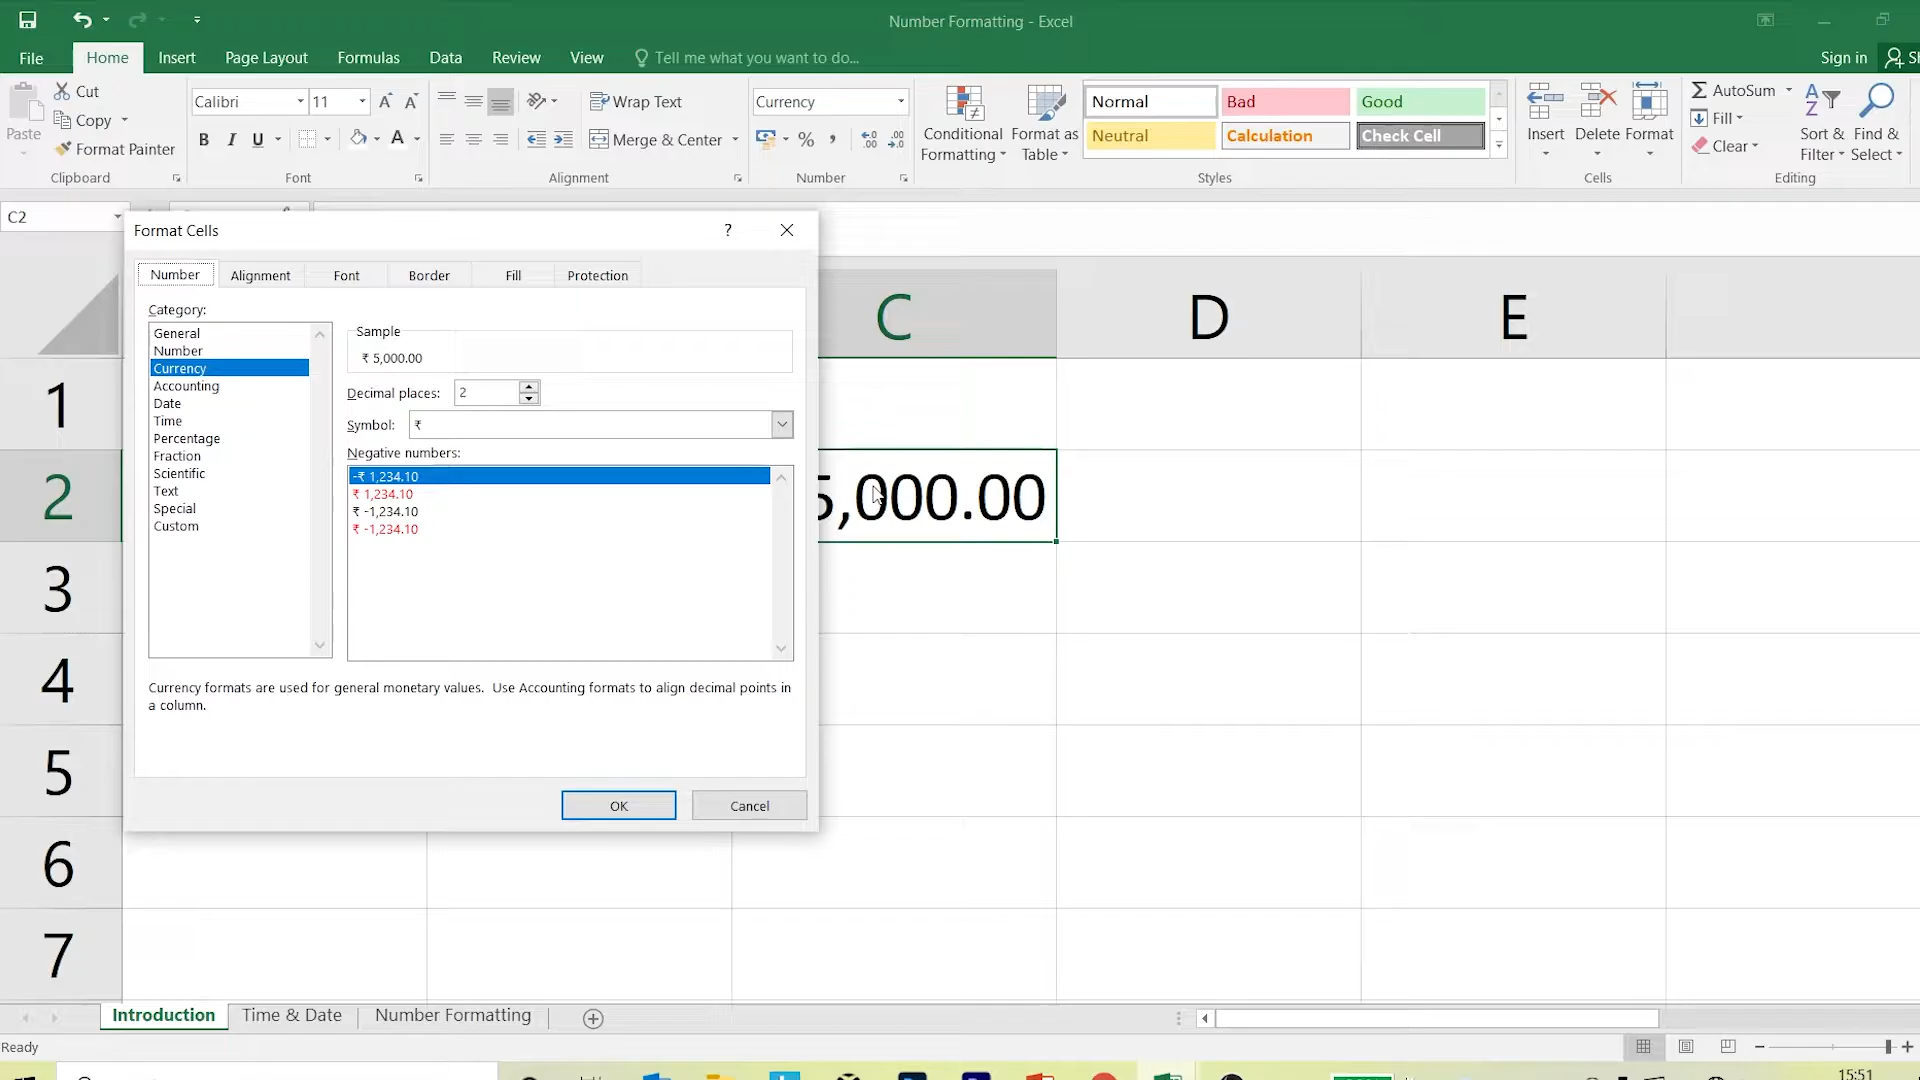 Number Formatting - Excel
File Home Insert Page Layout Formulas Data Review View Tell me what you want to do... Sign in
Paste Cut Copy Format Painter Clipboard
Calibri 11 B I U A Font
Wrap Text Merge & Center Alignment
Currency % , Number
Conditional Formatting Format as Table
Normal Bad Good
Neutral Calculation Check Cell
Styles
Insert Delete Format Cells
AutoSum Fill Clear Sort & Filter Find & Select Editing
C2
Format Cells ?
Number Alignment Font Border Fill Protection
Category:
General
Number
Currency
Accounting
Date
Time
Percentage
Fraction
Scientific
Text
Special
Custom
Sample
₹ 5,000.00
Decimal places: 2
Symbol: ₹
Negative numbers:
-₹ 1,234.10
₹ 1,234.10
₹ -1,234.10
₹ -1,234.10
Currency formats are used for general monetary values. Use Accounting formats to align decimal points in
a column.
OK Cancel
C D E
1
2 5,000.00
3
4
5
6
7
Introduction Time & Date Number Formatting
Ready
15:51